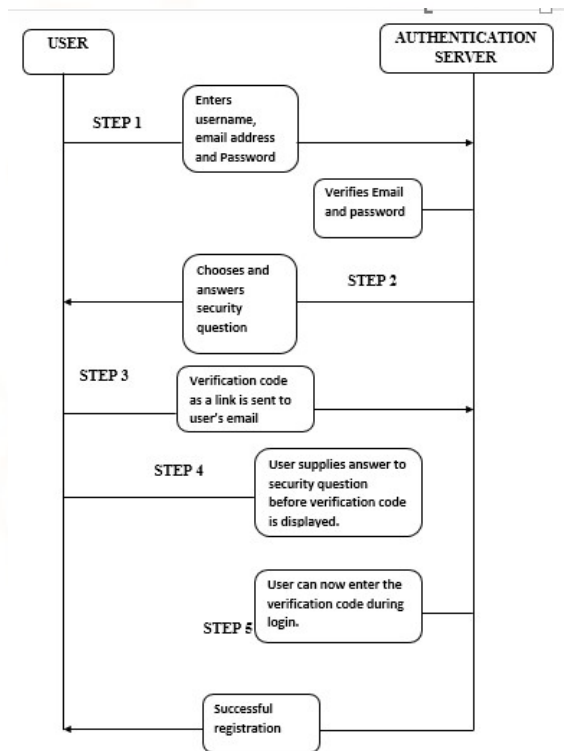 USER
AUTHENTICATION
SERVER
STEP 1
Enters
username,
email address
and Password
Verifies Email
and password
Chooses and
answers
security
question
STEP 2
STEP 3
Verification code
as a link is sent to
user's email
STEP 4
User supplies answer to
security question
before verification code
is displayed.
User can now enter the
verification code during
login.
STEP 5
Successful
registration